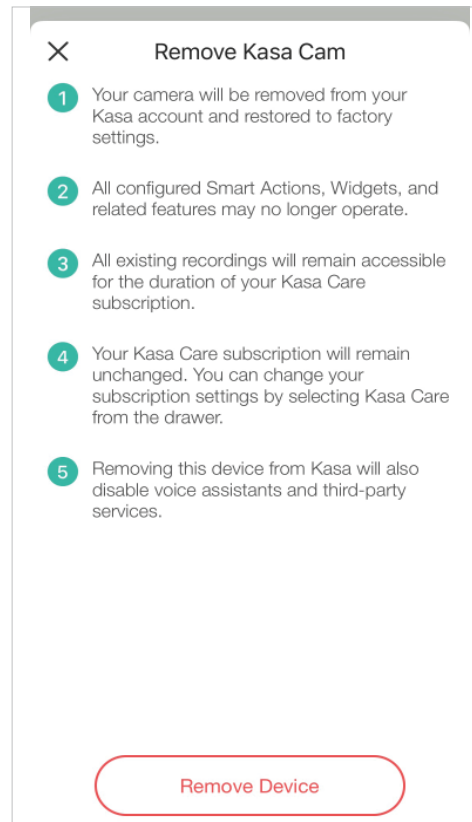 Remove Kasa Cam
1 Your camera will be removed from your
Kasa account and restored to factory
settings.
2 All configured Smart Actions, Widgets, and
related features may no longer operate.
3 All existing recordings will remain accessible
for the duration of your Kasa Care
subscription.
4 Your Kasa Care subscription will remain
unchanged. You can change your
subscription settings by selecting Kasa Care
from the drawer.
5 Removing this device from Kasa will also
disable voice assistants and third-party
services.
Remove Device